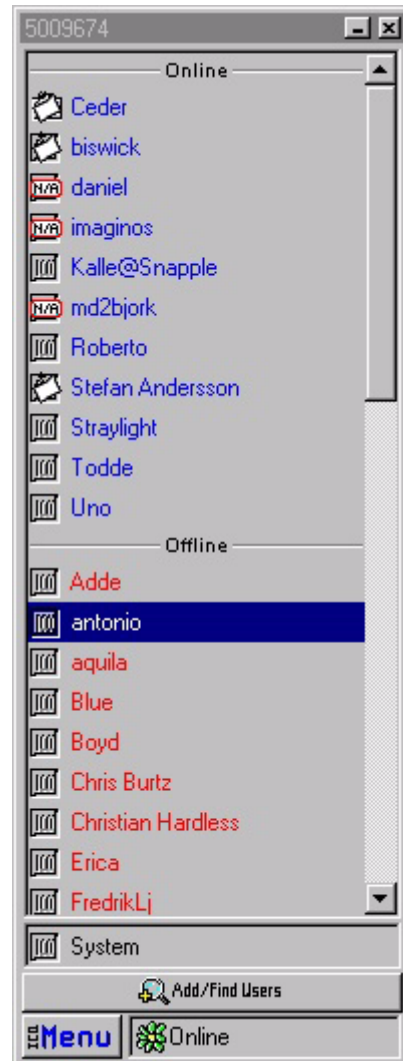 5009674
Online
Ceder
biswick
N/A daniel
N/A imaginos
Kalle@Snapple
N/A md2bjork
Roberto
Stefan Andersson
Straylight
Todde
Uno
Offline
Adde
antonio
aquila
Blue
Boyd
Chris Burtz
Christian Hardless
Erica
FredrikLj
System
Add/Find Users
Menu
Online